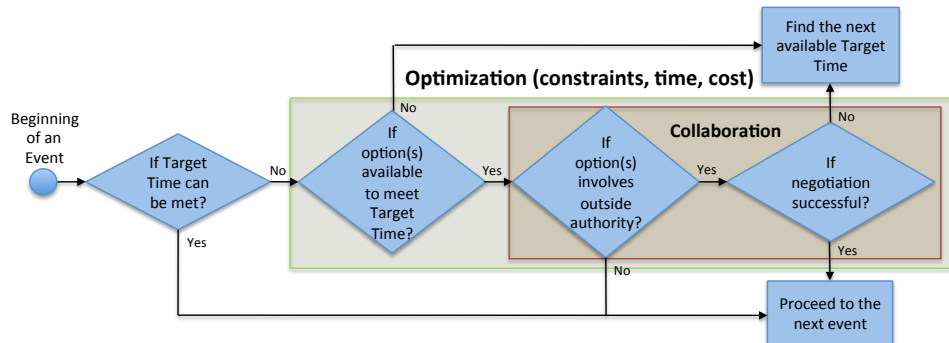 Find the next
available Target
Time
Optimization (constraints, time, cost)
No
No
Beginning
of an
Event
If Target
Time can
be met?
No
If
option(s)
available
to meet
Target
Time?
Yes
If
option(s)
involves
outside
authority?
Collaboration
Yes
If
negotiation
successful?
Yes
Yes
No
Proceed to the
next event